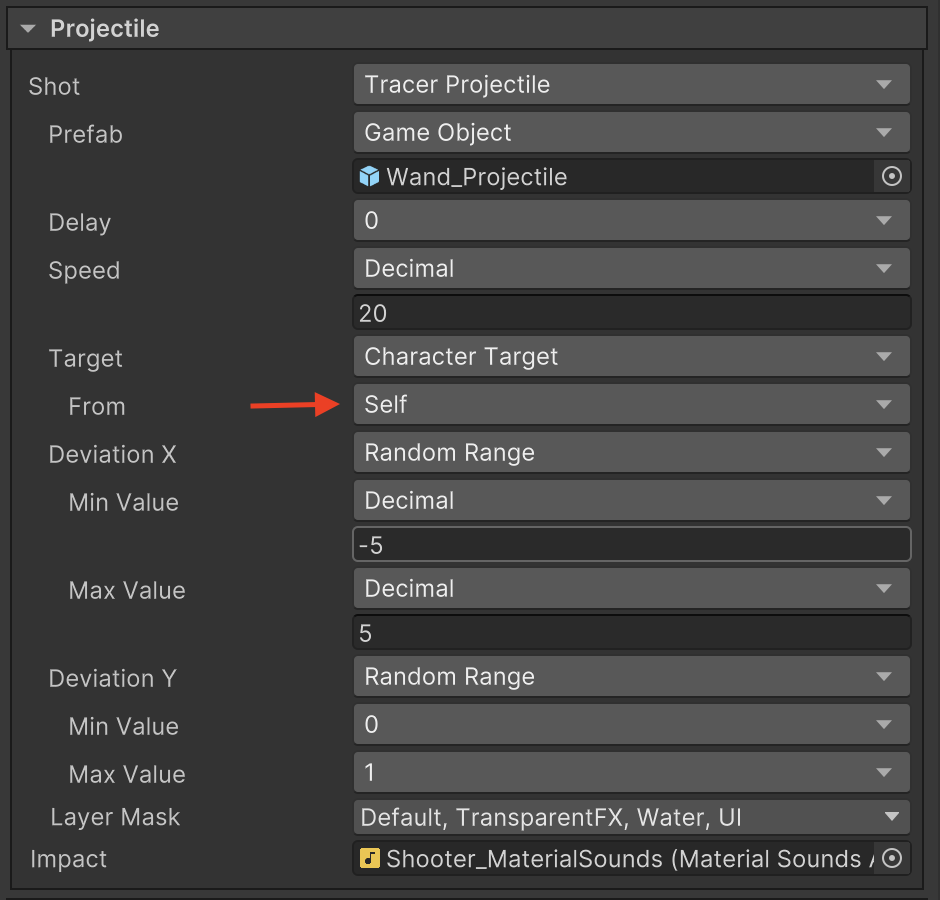 Projectile
Shot Tracer Projectile
Prefab Game Object
Wand_Projectile
Delay 0
Speed Decimal
20
Target Character Target
From Self
Deviation X Random Range
Min Value Decimal
-5
Max Value Decimal
5
Deviation Y Random Range
Min Value 0
Max Value 1
Layer Mask Default, TransparentFX, Water, UI
Impact Shooter_MaterialSounds (Material Sounds